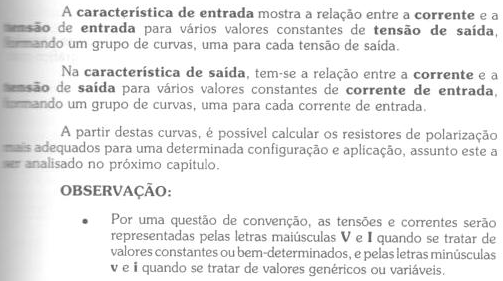 A característica de entrada mostra a relação entre a corrente e a
tensão de entrada para vários valores constantes de tensão de saída,
formando um grupo de curvas, uma para cada tensão de saída.
Na característica de saída, tem-se a relação entre a corrente e a
tensão de saída para vários valores constantes de corrente de entrada,
formando um grupo de curvas, uma para cada corrente de entrada.
A partir destas curvas, é possível calcular os resistores de polarização
mais adequados para uma determinada configuração e aplicação, assunto este a
ser analisado no próximo capítulo.
OBSERVAÇÃO:
• Por uma questão de convenção, as tensões e correntes serão
representadas pelas letras maiúsculas V e I quando se tratar de
valores constantes ou bem-determinados, e pelas letras minúsculas
v e i quando se tratar de valores genéricos ou variáveis.